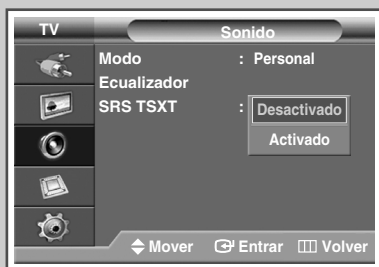 TV
Sonido
Modo : Personal
Ecualizador
SRS TSXT : Desactivado
Activado
Mover Entrar Volver